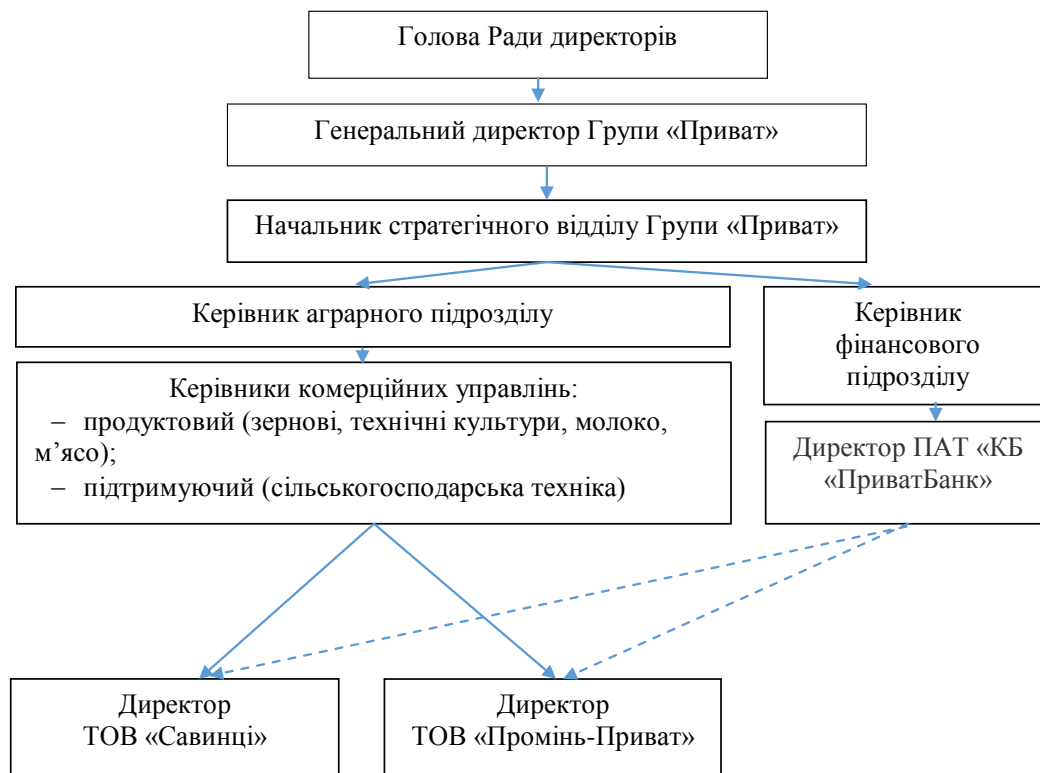 Голова Ради директорів
Генеральний директор Групи «Приват»
Начальник стратегічного відділу Групи «Приват»
Керівник аграрного підрозділу
Керівник
фінансового
підрозділу
Керівники комерційних управлінь:
– продуктовий (зернові, технічні культури, молоко,
м’ясо);
– підтримуючий (сільськогосподарська техніка)
Директор ПАТ «КБ
«ПриватБанк»
Директор
ТОВ «Савинці»
Директор
ТОВ «Промінь-Приват»